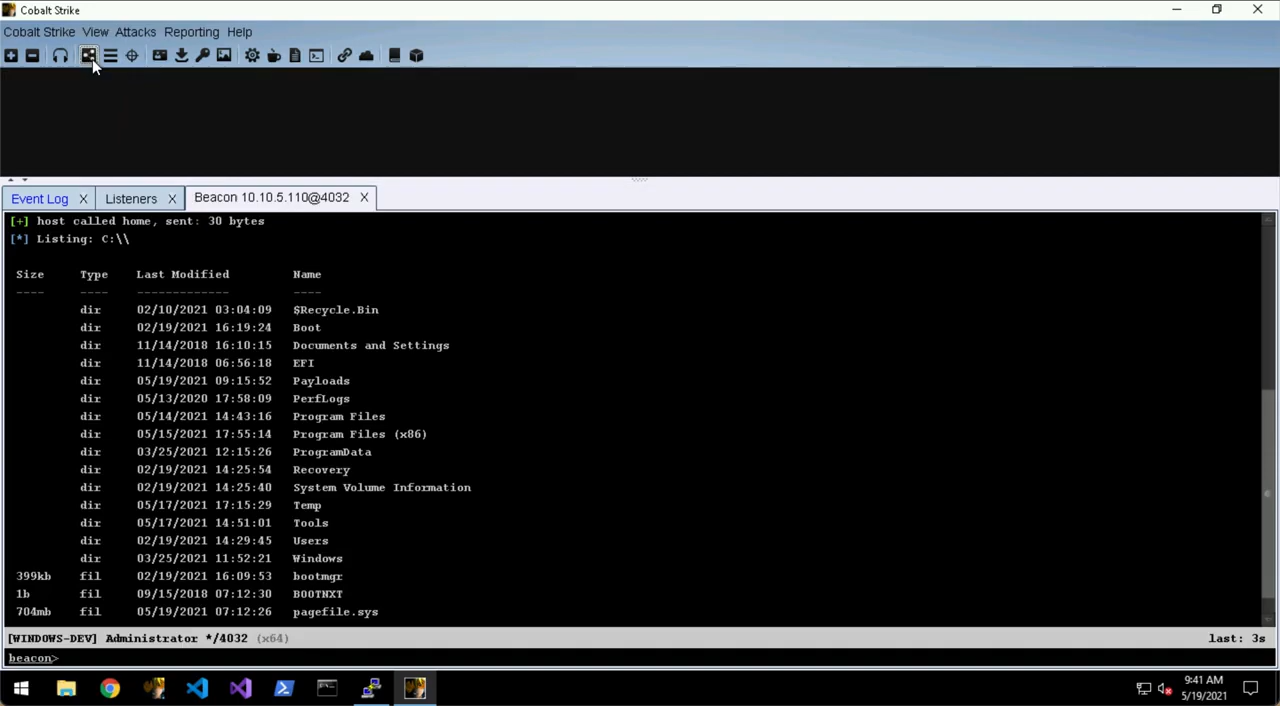 Cobalt Strike
Cobalt Strike View Attacks Reporting Help
Event Log X Listeners X Beacon 10.10.5.110@4032 X
[+] host called home, sent: 30 bytes
[*] Listing: C:\\
Size Type Last Modified Name
---- ---- ------------- ----
dir 02/10/2021 03:04:09 $Recycle.Bin
dir 02/19/2021 16:19:24 Boot
dir 11/14/2018 16:10:15 Documents and Settings
dir 11/14/2018 06:56:18 EFI
dir 05/19/2021 09:15:52 Payloads
dir 05/13/2020 17:58:09 PerfLogs
dir 05/14/2021 14:43:16 Program Files
dir 05/15/2021 17:55:14 Program Files (x86)
dir 03/25/2021 12:15:26 ProgramData
dir 02/19/2021 14:25:54 Recovery
dir 02/19/2021 14:25:40 System Volume Information
dir 05/17/2021 17:15:29 Temp
dir 05/17/2021 14:51:01 Tools
dir 02/19/2021 14:29:45 Users
dir 03/25/2021 11:52:21 Windows
399kb fil 02/19/2021 16:09:53 bootmgr
1b fil 09/15/2018 07:12:30 BOOTNXT
704mb fil 05/19/2021 07:12:26 pagefile.sys
[WINDOWS-DEV] Administrator */4032 (x64) last: 3s
beacon>
9:41 AM
5/19/2021